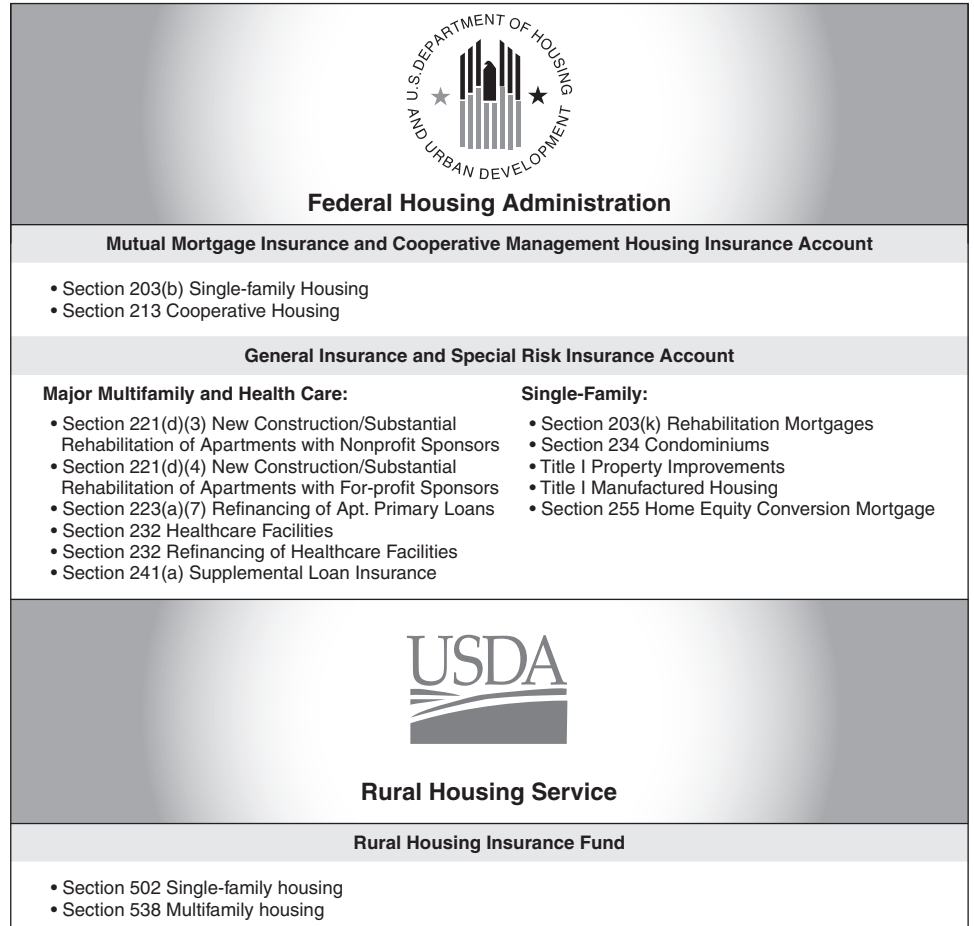 U.S.DEPARTMENT OF HOUSING
AND URBAN DEVELOPMENT
Federal Housing Administration
Mutual Mortgage Insurance and Cooperative Management Housing Insurance Account
• Section 203(b) Single-family Housing
• Section 213 Cooperative Housing
General Insurance and Special Risk Insurance Account
Major Multifamily and Health Care:
• Section 221(d)(3) New Construction/Substantial
Rehabilitation of Apartments with Nonprofit Sponsors
• Section 221(d)(4) New Construction/Substantial
Rehabilitation of Apartments with For-profit Sponsors
• Section 223(a)(7) Refinancing of Apt. Primary Loans
• Section 232 Healthcare Facilities
• Section 232 Refinancing of Healthcare Facilities
• Section 241(a) Supplemental Loan Insurance
Single-Family:
• Section 203(k) Rehabilitation Mortgages
• Section 234 Condominiums
• Title I Property Improvements
• Title I Manufactured Housing
• Section 255 Home Equity Conversion Mortgage
USDA
Rural Housing Service
Rural Housing Insurance Fund
• Section 502 Single-family housing
• Section 538 Multifamily housing